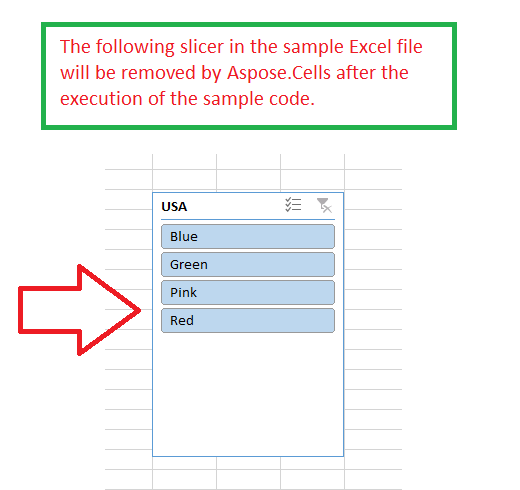 The following slicer in the sample Excel file
will be removed by Aspose.Cells after the
execution of the sample code.
USA
Blue
Green
Pink
Red